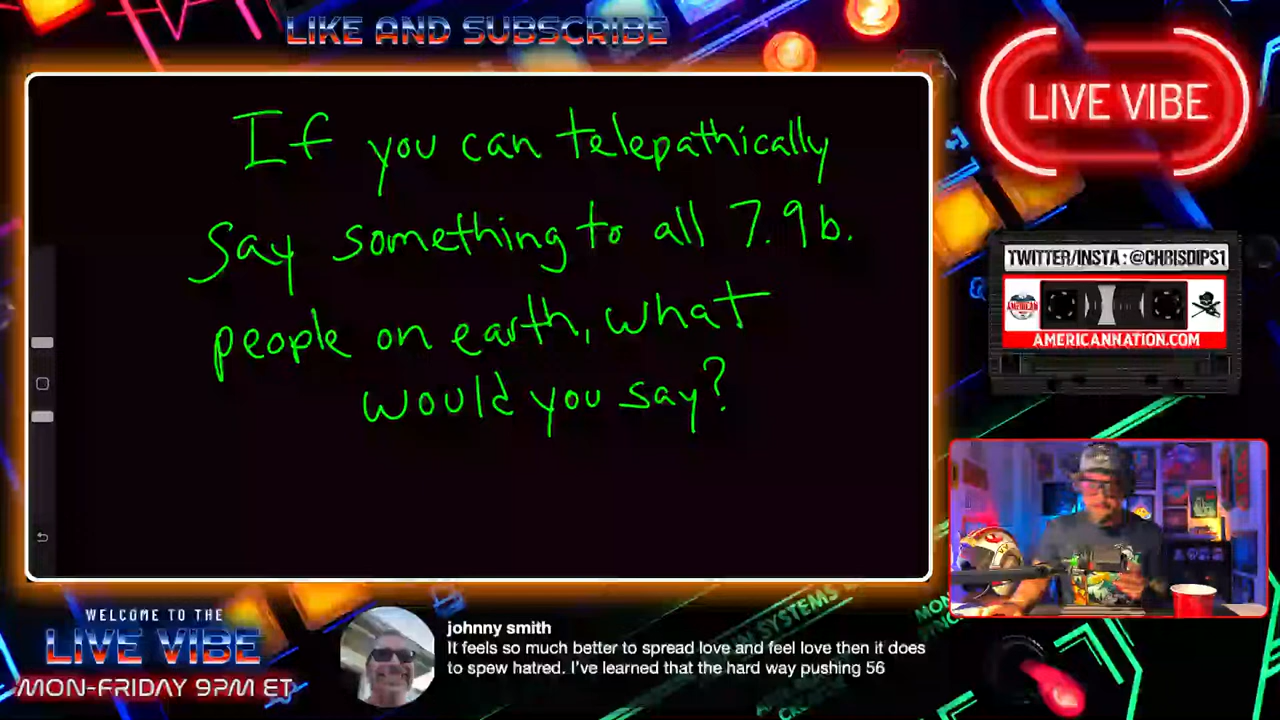 LIKE AND SUBSCRIBE
LIVE VIBE
If you can telepathically
say something to all 7.9b.
people on earth, what
would you say?
TWITTER/INSTA : @CHRISDIPS1
AMERICANNATION.COM
WELCOME TO THE
LIVE VIBE
MON-FRIDAY 9PM ET
johnny smith
It feels so much better to spread love and feel love then it does
to spew hatred. I've learned that the hard way pushing 56